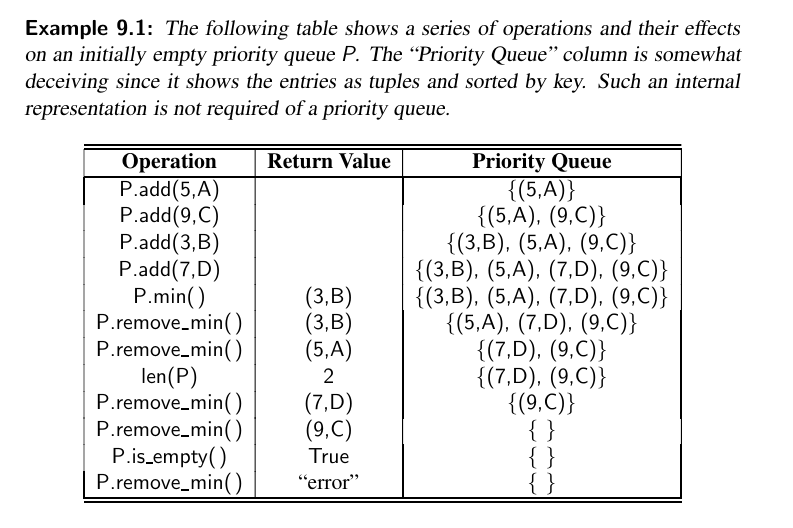 Example 9.1: The following table shows a series of operations and their effects
on an initially empty priority queue P. The “Priority Queue” column is somewhat
deceiving since it shows the entries as tuples and sorted by key. Such an internal
representation is not required of a priority queue.
Operation Return Value Priority Queue
P.add(5,A) {(5,A)}
P.add(9,C) {(5,A), (9,C)}
P.add(3,B) {(3,B), (5,A), (9,C)}
P.add(7,D) {(3,B), (5,A), (7,D), (9,C)}
P.min( ) (3,B) {(3,B), (5,A), (7,D), (9,C)}
P.remove_min( ) (3,B) {(5,A), (7,D), (9,C)}
P.remove_min( ) (5,A) {(7,D), (9,C)}
len(P) 2 {(7,D), (9,C)}
P.remove_min( ) (7,D) {(9,C)}
P.remove_min( ) (9,C) { }
P.is_empty( ) True { }
P.remove_min( ) “error” { }